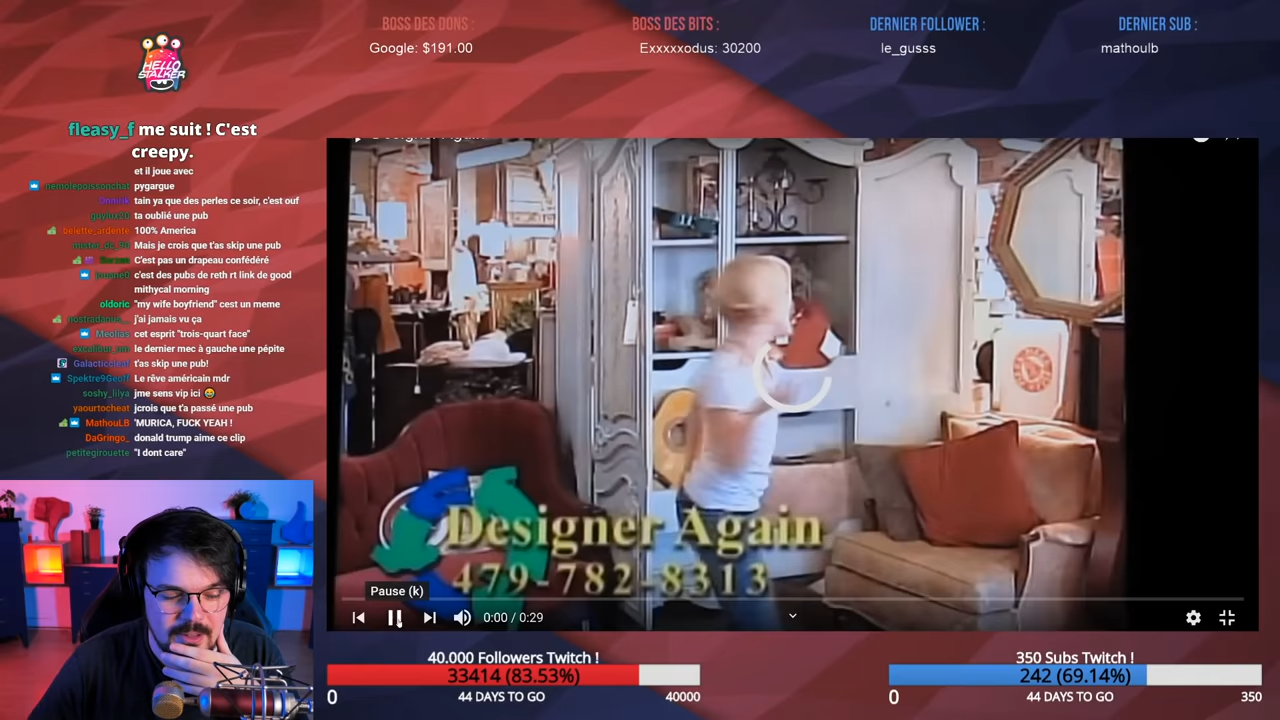 BOSS DES DONS :
Google: $191.00
BOSS DES BITS :
Exxxxxodus: 30200
DERNIER FOLLOWER :
le_gusss
DERNIER SUB :
mathoulb
HELLO
STALKER
fleasy_f me suit ! C'est
creepy.
et il joue avec
nemolepoissonchat pygargue
tain ya que des perles ce soir, c'est ouf
ta oublié une pub
belette_ardente 100% America
Mais je crois que t'as skip une pub
C'est pas un drapeau confédéré
c'est des pubs de reth rt link de good
mithycal morning
oldoric "my wife boyfriend" cest un meme
j'ai jamais vu ça
Meolias cet esprit "trois-quart face"
le dernier mec à gauche une pépite
t'as skip une pub!
Spektre9Geoff Le rêve américain mdr
soshy_lilya jme sens vip ici
yaourtocheat jcrois que t'a passé une pub
MathouLB 'MURICA, FUCK YEAH !
DaGringo_ donald trump aime ce clip
petitegirouette "I dont care"
Designer Again
479-782-8313
Pause (k)
0:00 / 0:29
40.000 Followers Twitch !
33414 (83.53%)
0 44 DAYS TO GO 40000
350 Subs Twitch !
242 (69.14%)
0 44 DAYS TO GO 350